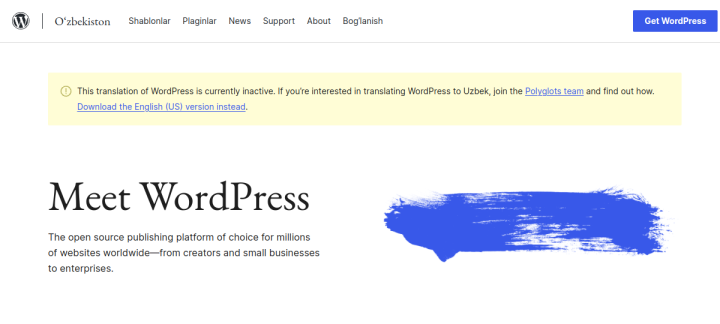 Oʻzbekiston Shablonlar Plaginlar News Support About Bog'lanish Get WordPress
This translation of WordPress is currently inactive. If you're interested in translating WordPress to Uzbek, join the Polyglots team and find out how.
Download the English (US) version instead.
Meet WordPress
The open source publishing platform of choice for millions
of websites worldwide—from creators and small businesses
to enterprises.